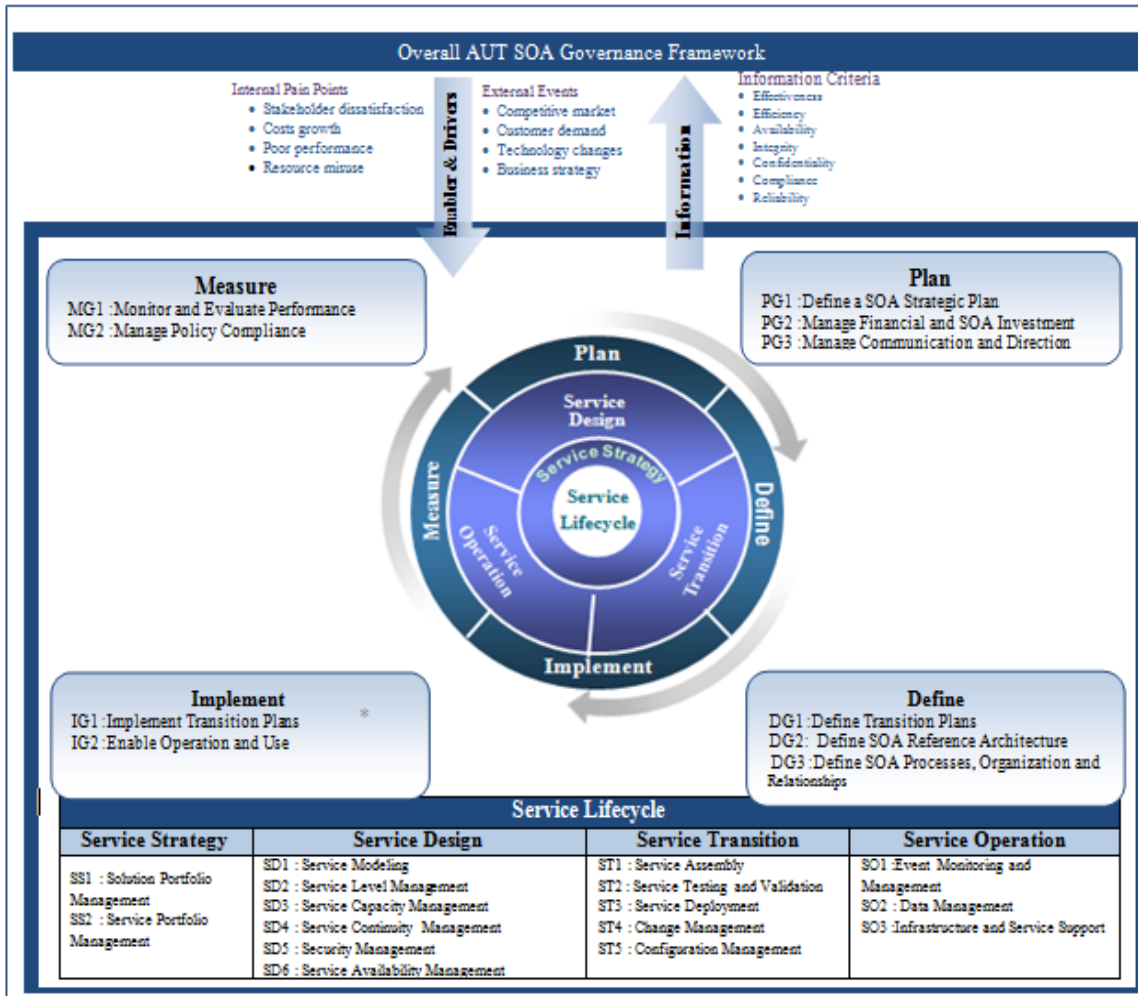 Overall AUT SOA Governance Framework
Internal Pain Points
• Stakeholder dissatisfaction
• Costs growth
• Poor performance
• Resource misuse
Enabler & Drivers
External Events
• Competitive market
• Customer demand
• Technology changes
• Business strategy
Information
Information Criteria
• Effectiveness
• Efficiency
• Availability
• Integrity
• Confidentiality
• Compliance
• Reliability
Measure
MG1 :Monitor and Evaluate Performance
MG2 :Manage Policy Compliance
Plan
PG1 :Define a SOA Strategic Plan
PG2 :Manage Financial and SOA Investment
PG3 :Manage Communication and Direction
Plan
Define
Implement
Measure
Service
Design
Service
Transition
Service
Operation
Service Strategy
Service
Lifecycle
Implement
IG1 :Implement Transition Plans *
IG2 :Enable Operation and Use
Define
DG1 :Define Transition Plans
DG2: Define SOA Reference Architecture
DG3 :Define SOA Processes, Organization and
Relationships
Service Lifecycle
Service Strategy
SS1 : Solution Portfolio
Management
SS2 : Service Portfolio
Management
Service Design
SD1 : Service Modeling
SD2 : Service Level Management
SD3 : Service Capacity Management
SD4 : Service Continuity Management
SD5 : Security Management
SD6 : Service Availability Management
Service Transition
ST1 : Service Assembly
ST2 : Service Testing and Validation
ST3 : Service Deployment
ST4 : Change Management
ST5 : Configuration Management
Service Operation
SO1 :Event Monitoring and
Management
SO2 : Data Management
SO3 :Infrastructure and Service Support